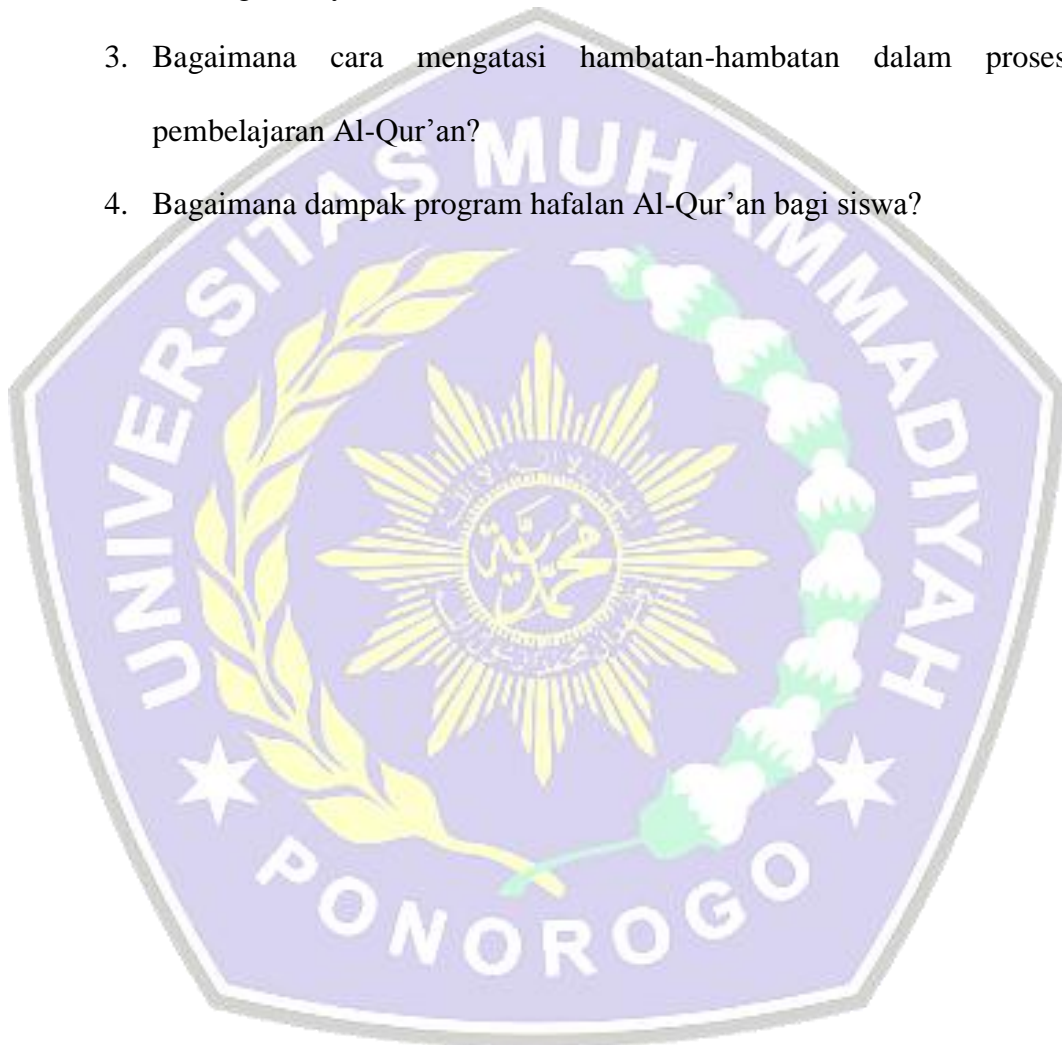 3. Bagaimana cara mengatasi hambatan-hambatan dalam proses
pembelajaran Al-Qur'an?
4. Bagaimana dampak program hafalan Al-Qur'an bagi siswa?
UNIVERSITAS MUHAMMADIYAH
PONOROGO